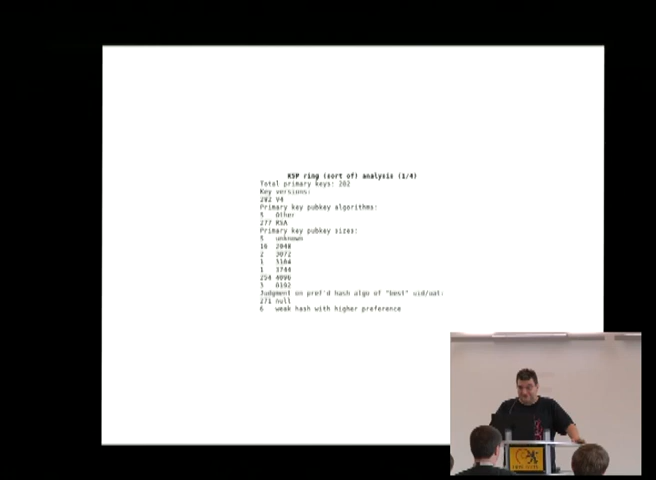 KSP ring (sort of) analysis (1/4)
Total primary keys: 282
Key versions:
282 V4
Primary key pubkey algorithms:
5 Other
277 RSA
Primary key pubkey sizes:
5 unknown
16 2048
2 3072
1 3104
1 3744
254 4096
3 8192
Judgment on pref'd hash algo of "best" uid/uat:
271 null
6 weak hash with higher preference